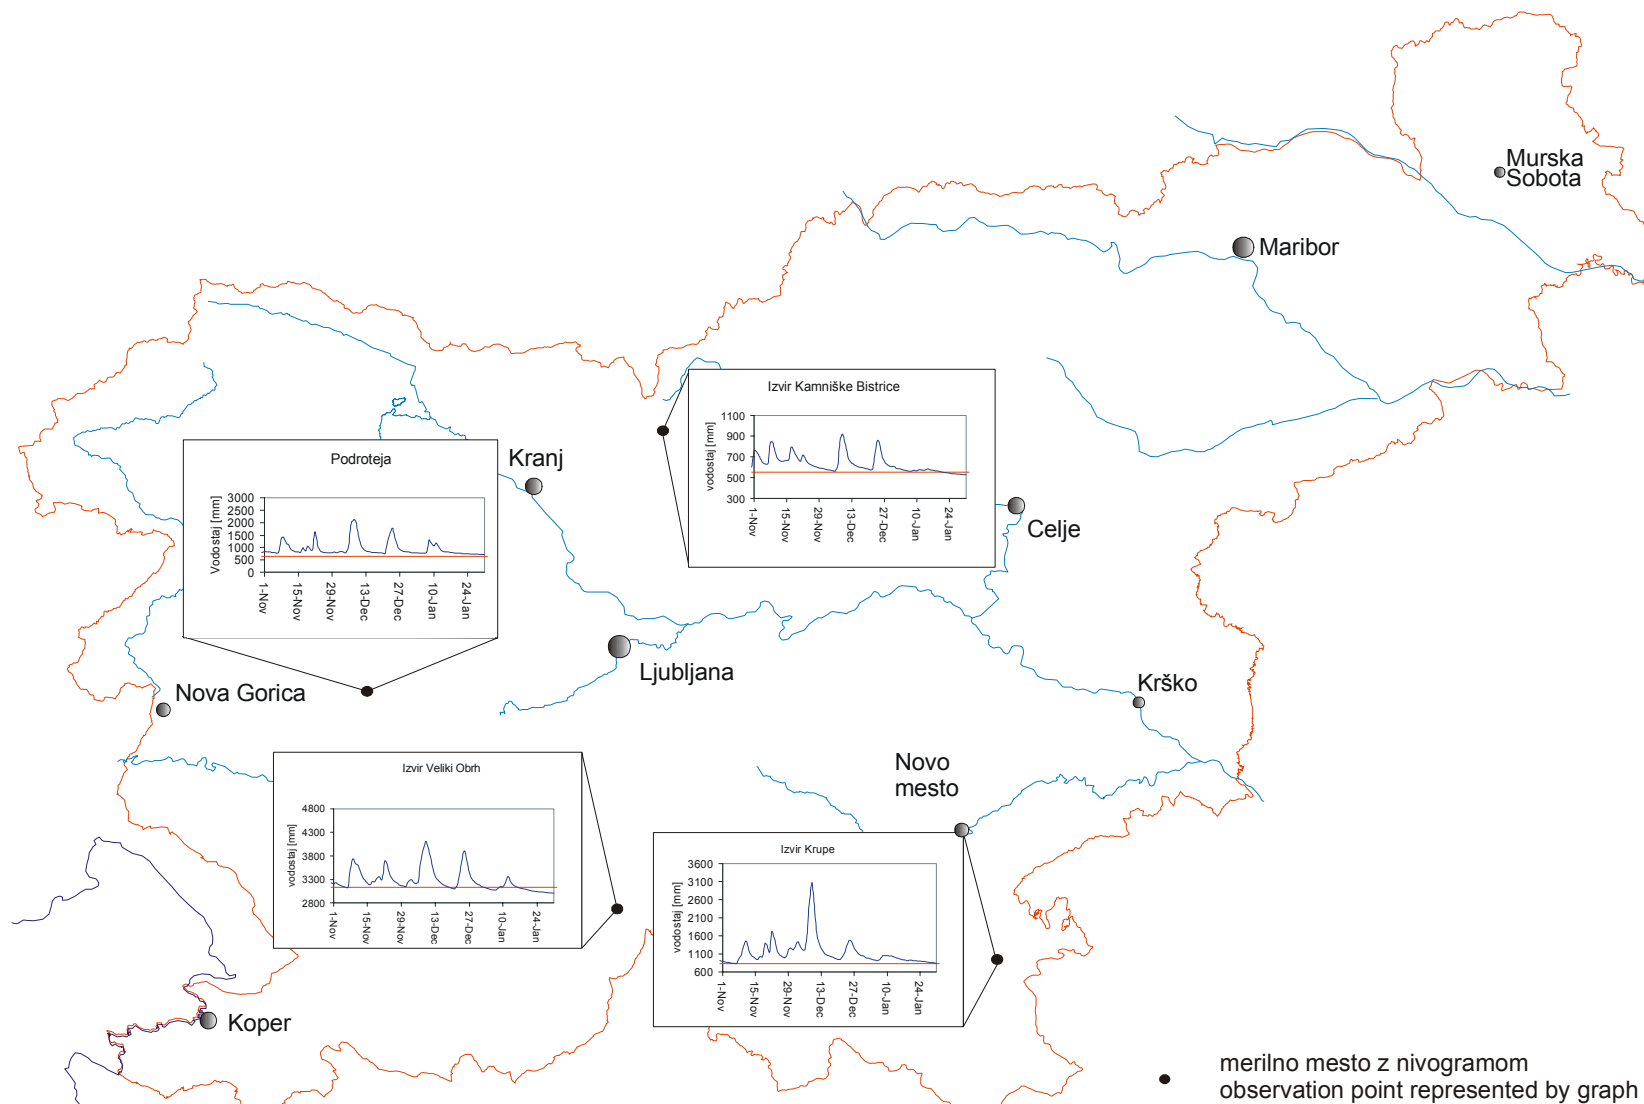 Murska
Sobota
Maribor
Izvir Kamniške Bistrice
vodostaj [mm]
1100
900
700
500
300
1-Nov
15-Nov
29-Nov
13-Dec
27-Dec
10-Jan
24-Jan
Podroteja
Vodostaj [mm]
3000
2500
2000
1500
1000
500
0
1-Nov
15-Nov
29-Nov
13-Dec
27-Dec
10-Jan
24-Jan
Kranj
Celje
Ljubljana
Nova Gorica
Krško
Izvir Veliki Obrh
vodostaj [mm]
4800
4300
3800
3300
2800
1-Nov
15-Nov
29-Nov
13-Dec
27-Dec
10-Jan
24-Jan
Novo
mesto
Izvir Krupe
vodostaj [mm]
3600
3100
2600
2100
1600
1100
600
1-Nov
15-Nov
29-Nov
13-Dec
27-Dec
10-Jan
24-Jan
Koper
merilno mesto z nivogramom
observation point represented by graph